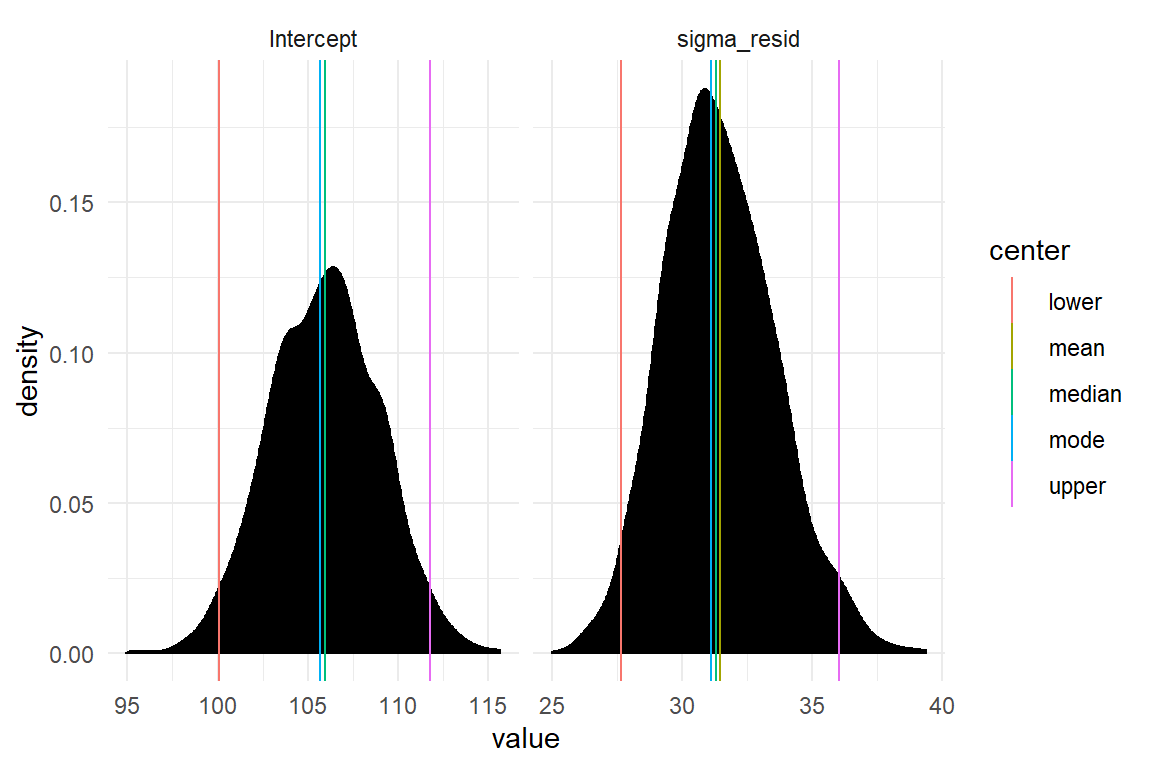 Intercept
sigma_resid
density
0.15
0.10
0.05
0.00
95 100 105 110 115
25 30 35 40
value
center
lower
mean
median
mode
upper